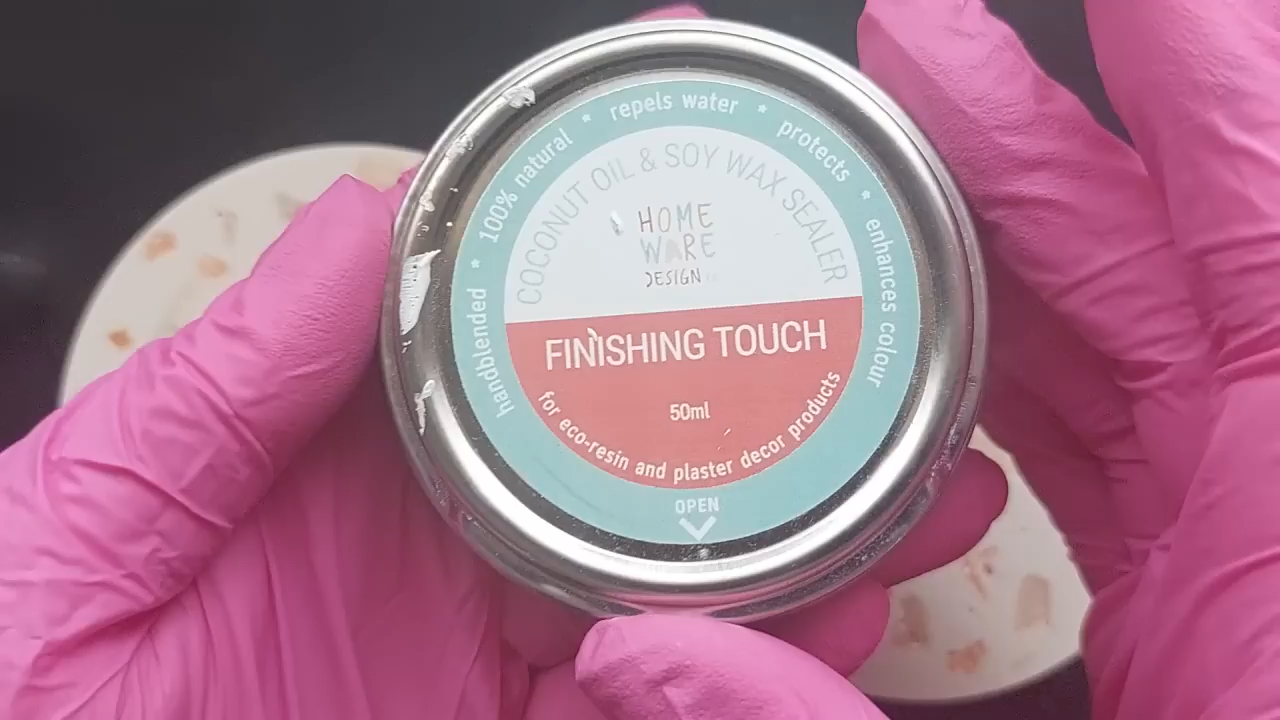 handblended * 100% natural * repels water * protects * enhances colour
COCONUT OIL & SOY WAX SEALER
HOME
WARE
DESIGN
FINISHING TOUCH
50ml
for eco-resin and plaster decor products
OPEN